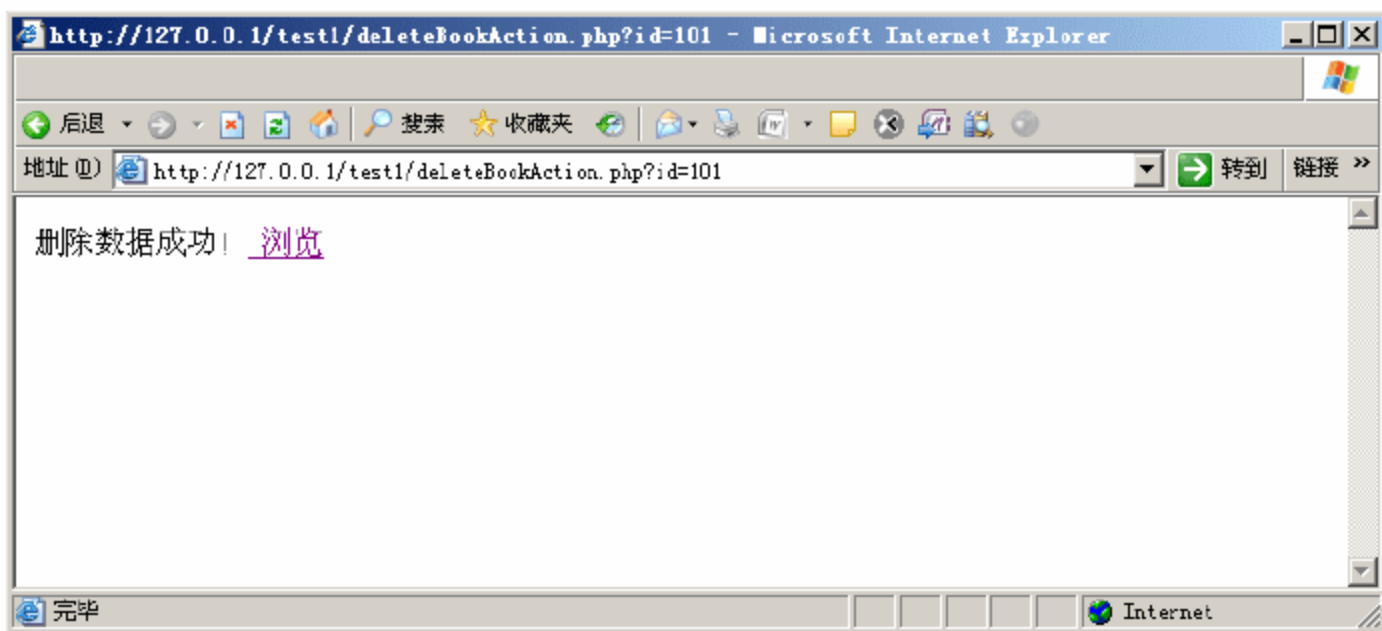 http://127.0.0.1/test1/deleteBookAction.php?id=101 - Microsoft Internet Explorer
后退 搜索 收藏夹
地址(D) http://127.0.0.1/test1/deleteBookAction.php?id=101 转到 链接 »
删除数据成功! 浏览
完毕 Internet